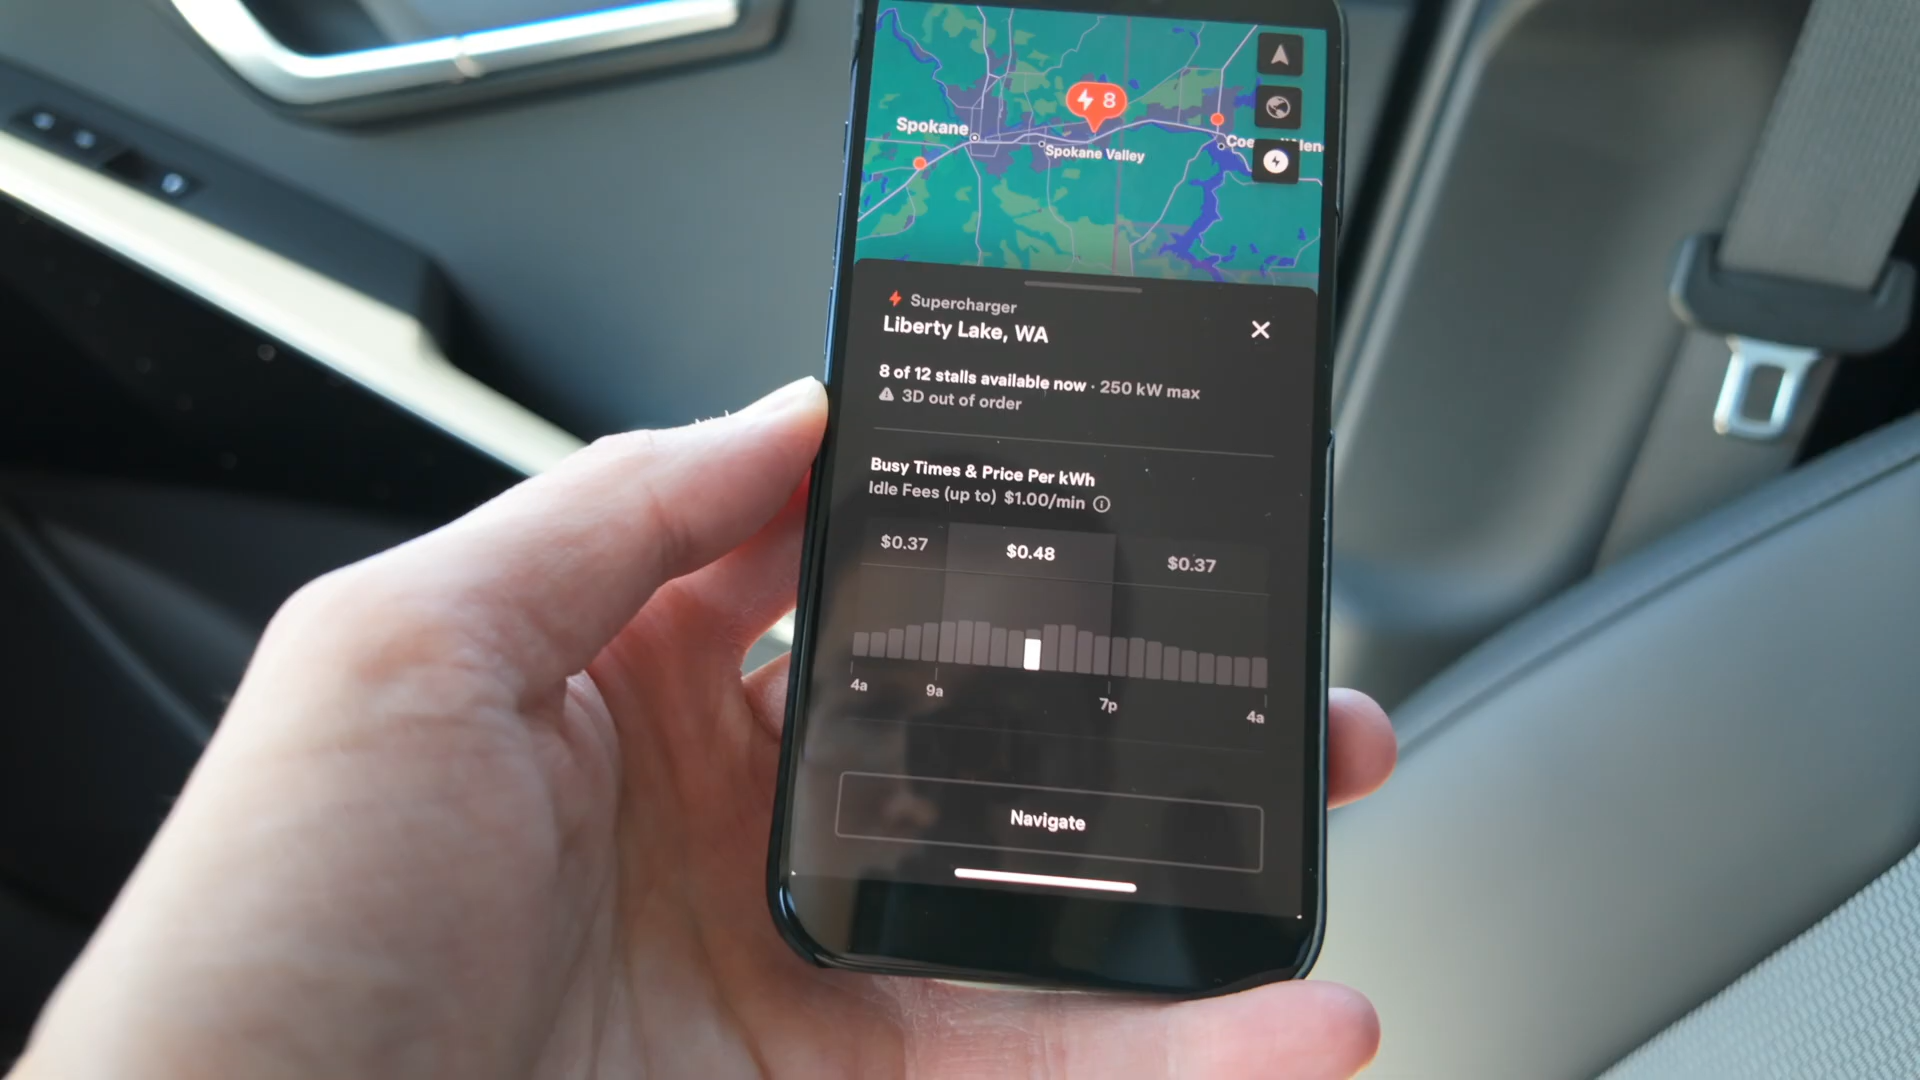 8
Spokane
Spokane Valley
Supercharger
Liberty Lake, WA
8 of 12 stalls available now · 250 kW max
3D out of order
Busy Times & Price Per kWh
Idle Fees (up to) $1.00/min
$0.37 $0.48 $0.37
4a 9a 7p 4a
Navigate